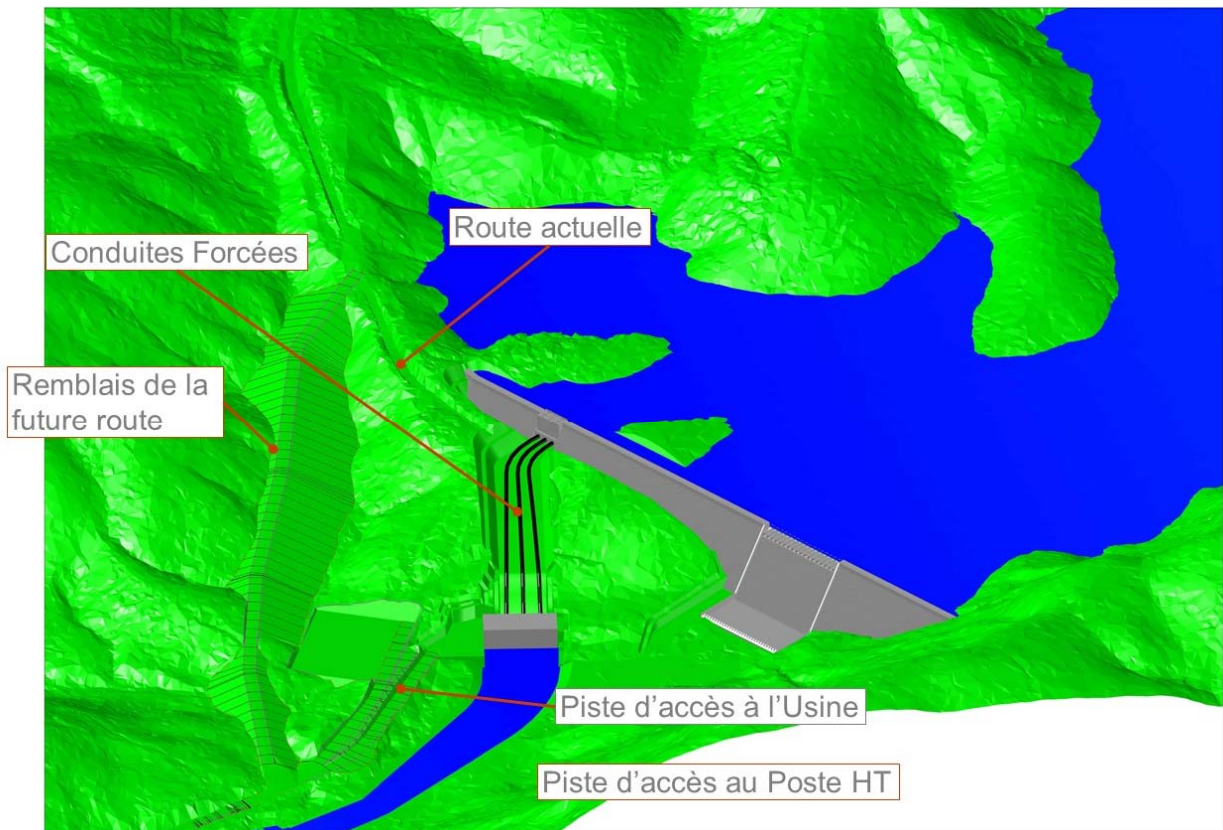 Route actuelle
Conduites Forcées
Remblais de la
future route
Piste d'accès à l'Usine
Piste d'accès au Poste HT